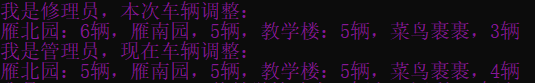 我是修理员，本次车辆调整：
雁北园：6辆，雁南园，5辆，教学楼：5辆，菜鸟裹裹，3辆
我是管理员，现在车辆调整：
雁北园：5辆，雁南园，5辆，教学楼：5辆，菜鸟裹裹，4辆